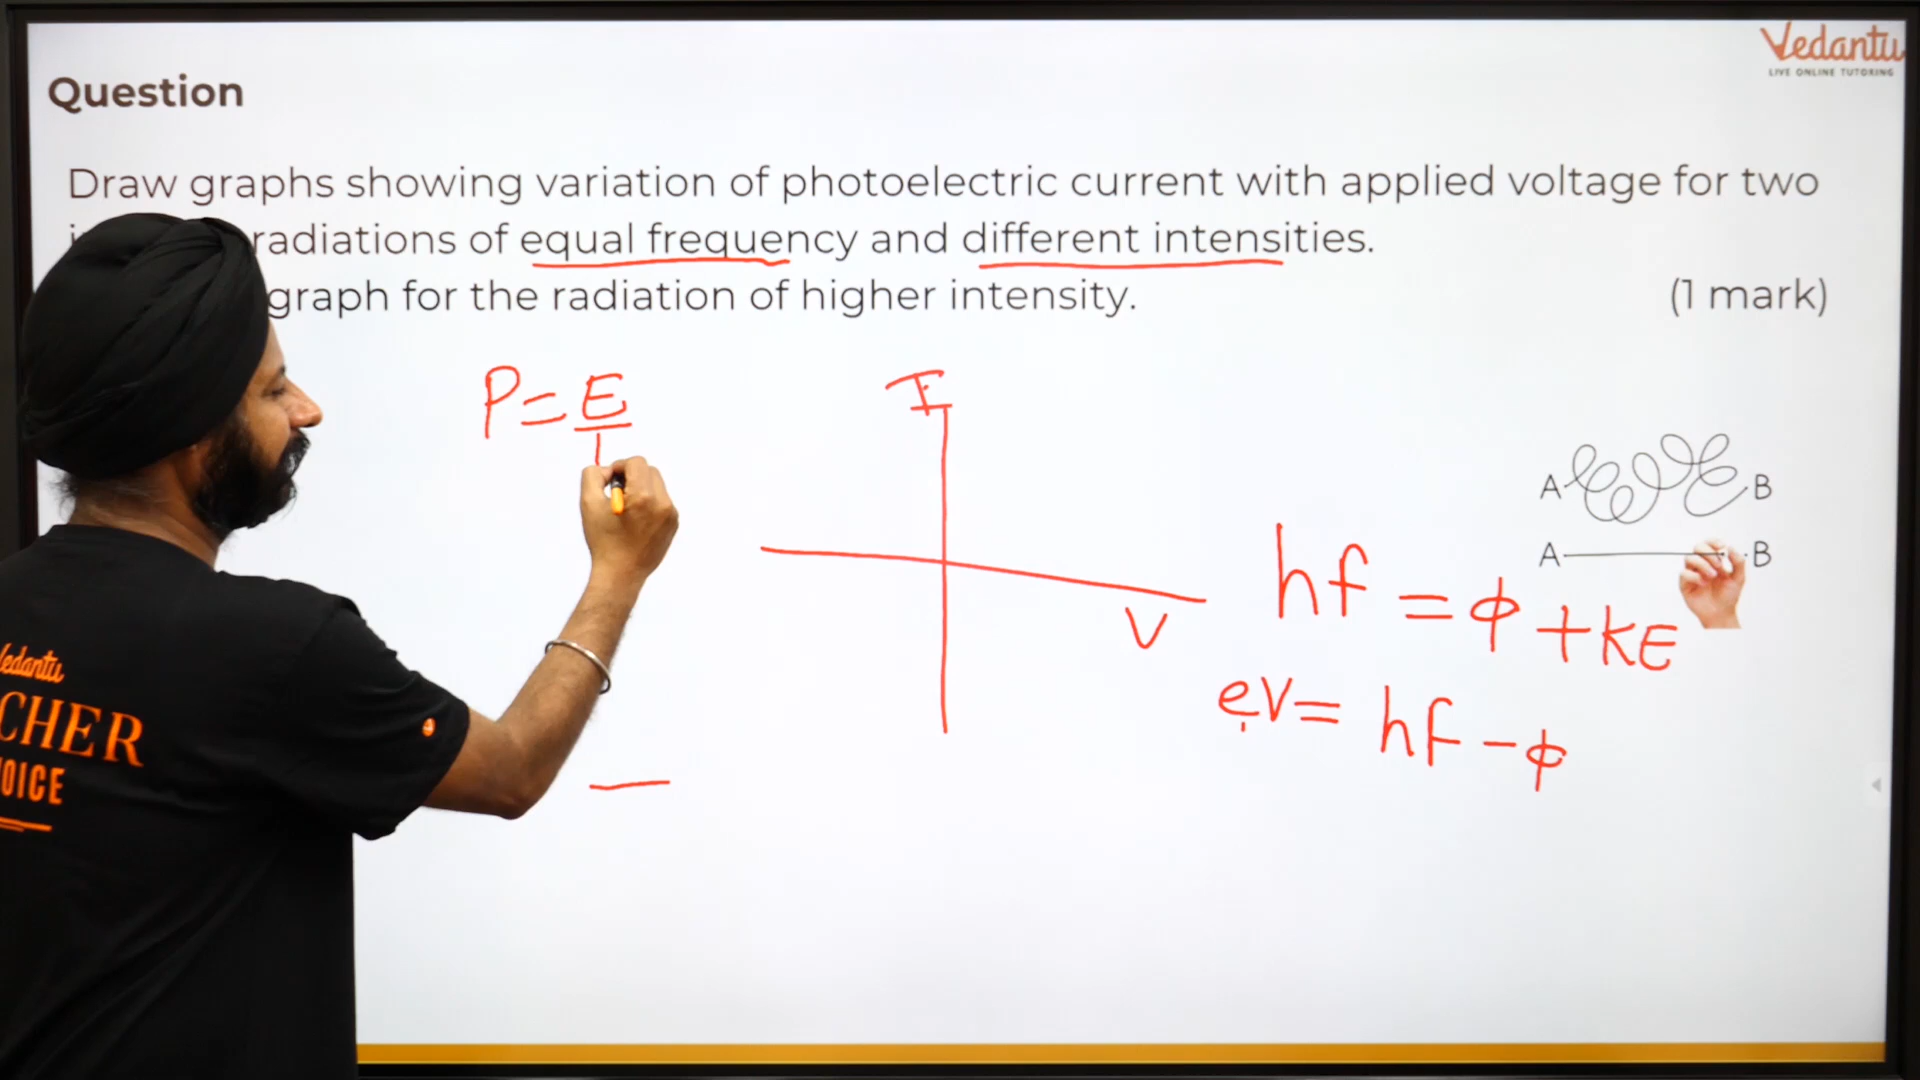 Vedantu
LIVE ONLINE TUTORING
Question
Draw graphs showing variation of photoelectric current with applied voltage for two
radiations of equal frequency and different intensities.
graph for the radiation of higher intensity.
(1 mark)
P = E
I
V
A B
A B
hf = ϕ + KE
eV = hf - ϕ
Vedantu
CHER
OICE